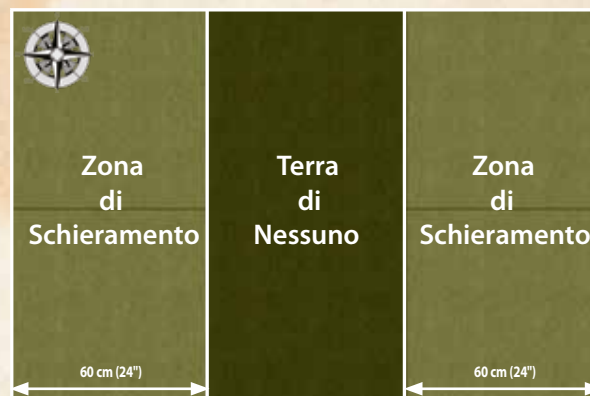 Zona
di
Schieramento
Terra
di
Nessuno
Zona
di
Schieramento
60 cm (24")
60 cm (24")